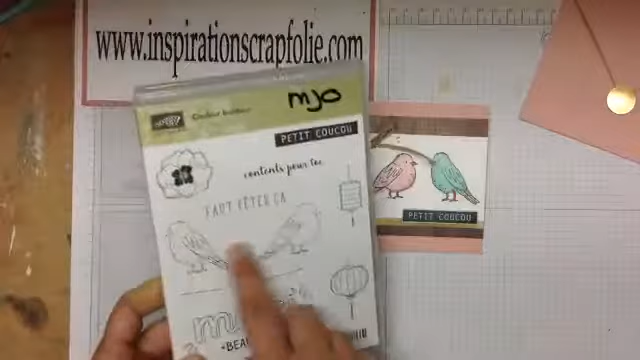 www.inspirationscrapfolie.com
mjo
PETIT COUCOU
contents pour toi
FAUT FÊTER ÇA
PETIT COUCOU